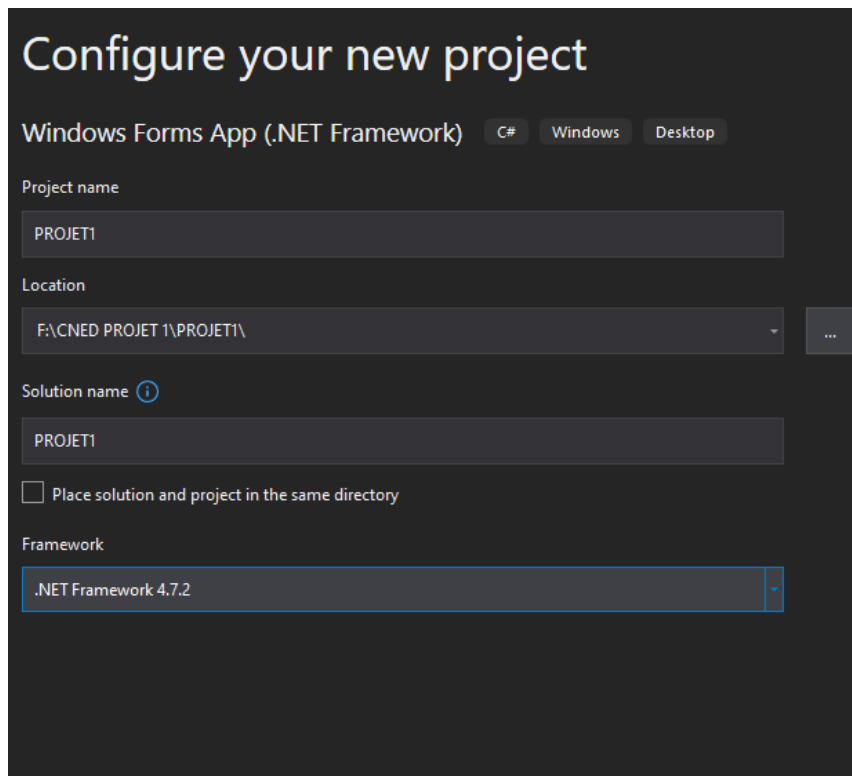 Configure your new project
Windows Forms App (.NET Framework) C# Windows Desktop
Project name
PROJET1
Location
F:\CNED PROJET 1\PROJET1\
...
Solution name
PROJET1
Place solution and project in the same directory
Framework
.NET Framework 4.7.2